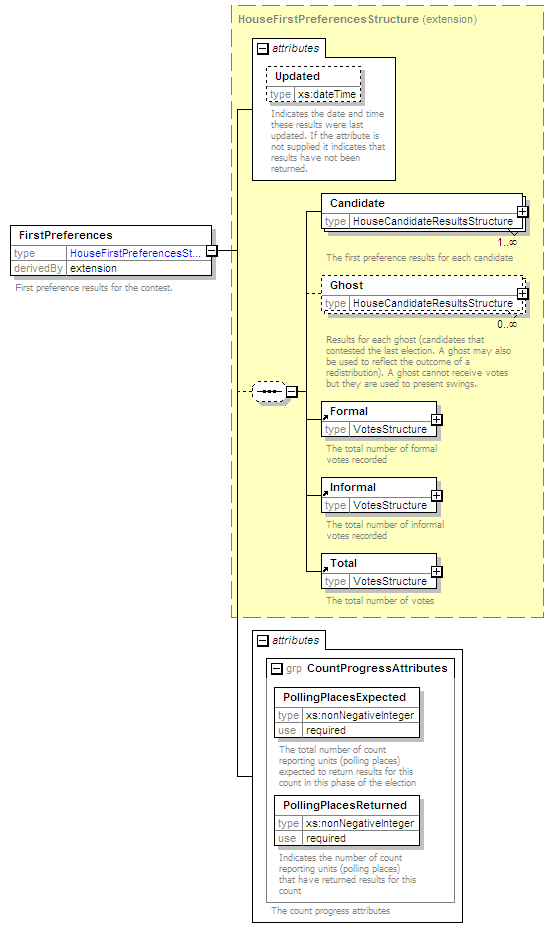 HouseFirstPreferencesStructure (extension)
attributes
Updated
type xs:dateTime
Indicates the date and time
these results were last
updated. If the attribute is
not supplied it indicates that
results have not been
returned.
FirstPreferences
type HouseFirstPreferencesSt...
derivedBy extension
First preference results for the contest.
Candidate
type HouseCandidateResultsStructure
1..∞
The first preference results for each candidate
Ghost
type HouseCandidateResultsStructure
0..∞
Results for each ghost (candidates that
contested the last election. A ghost may also
be used to reflect the outcome of a
redistribution). A ghost cannot receive votes
but they are used to present swings.
Formal
type VotesStructure
The total number of formal
votes recorded
Informal
type VotesStructure
The total number of informal
votes recorded
Total
type VotesStructure
The total number of votes
attributes
grp CountProgressAttributes
PollingPlacesExpected
type xs:nonNegativeInteger
use required
The total number of count
reporting units (polling places)
expected to return results for this
count in this phase of the election
PollingPlacesReturned
type xs:nonNegativeInteger
use required
Indicates the number of count
reporting units (polling places)
that have returned results for this
count
The count progress attributes